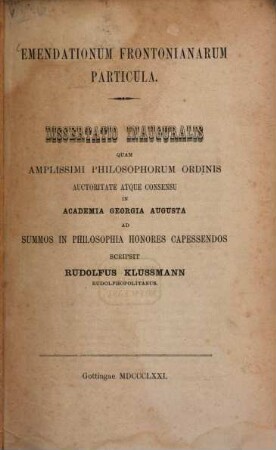 EMENDATIONUM FRONTONIANARUM
PARTICULA.
DISSERTATIO INAUGURALIS
QUAM
AMPLISSIMI PHILOSOPHORUM ORDINIS
AUCTORITATE ATQUE CONSENSU
IN
ACADEMIA GEORGIA AUGUSTA
AD
SUMMOS IN PHILOSOPHIA HONORES CAPESSENDOS
SCRIPSIT
RUDOLFUS KLUSSMANN
RUDOLPHOPOLITANUS.
Gottingae MDCCCLXXI.